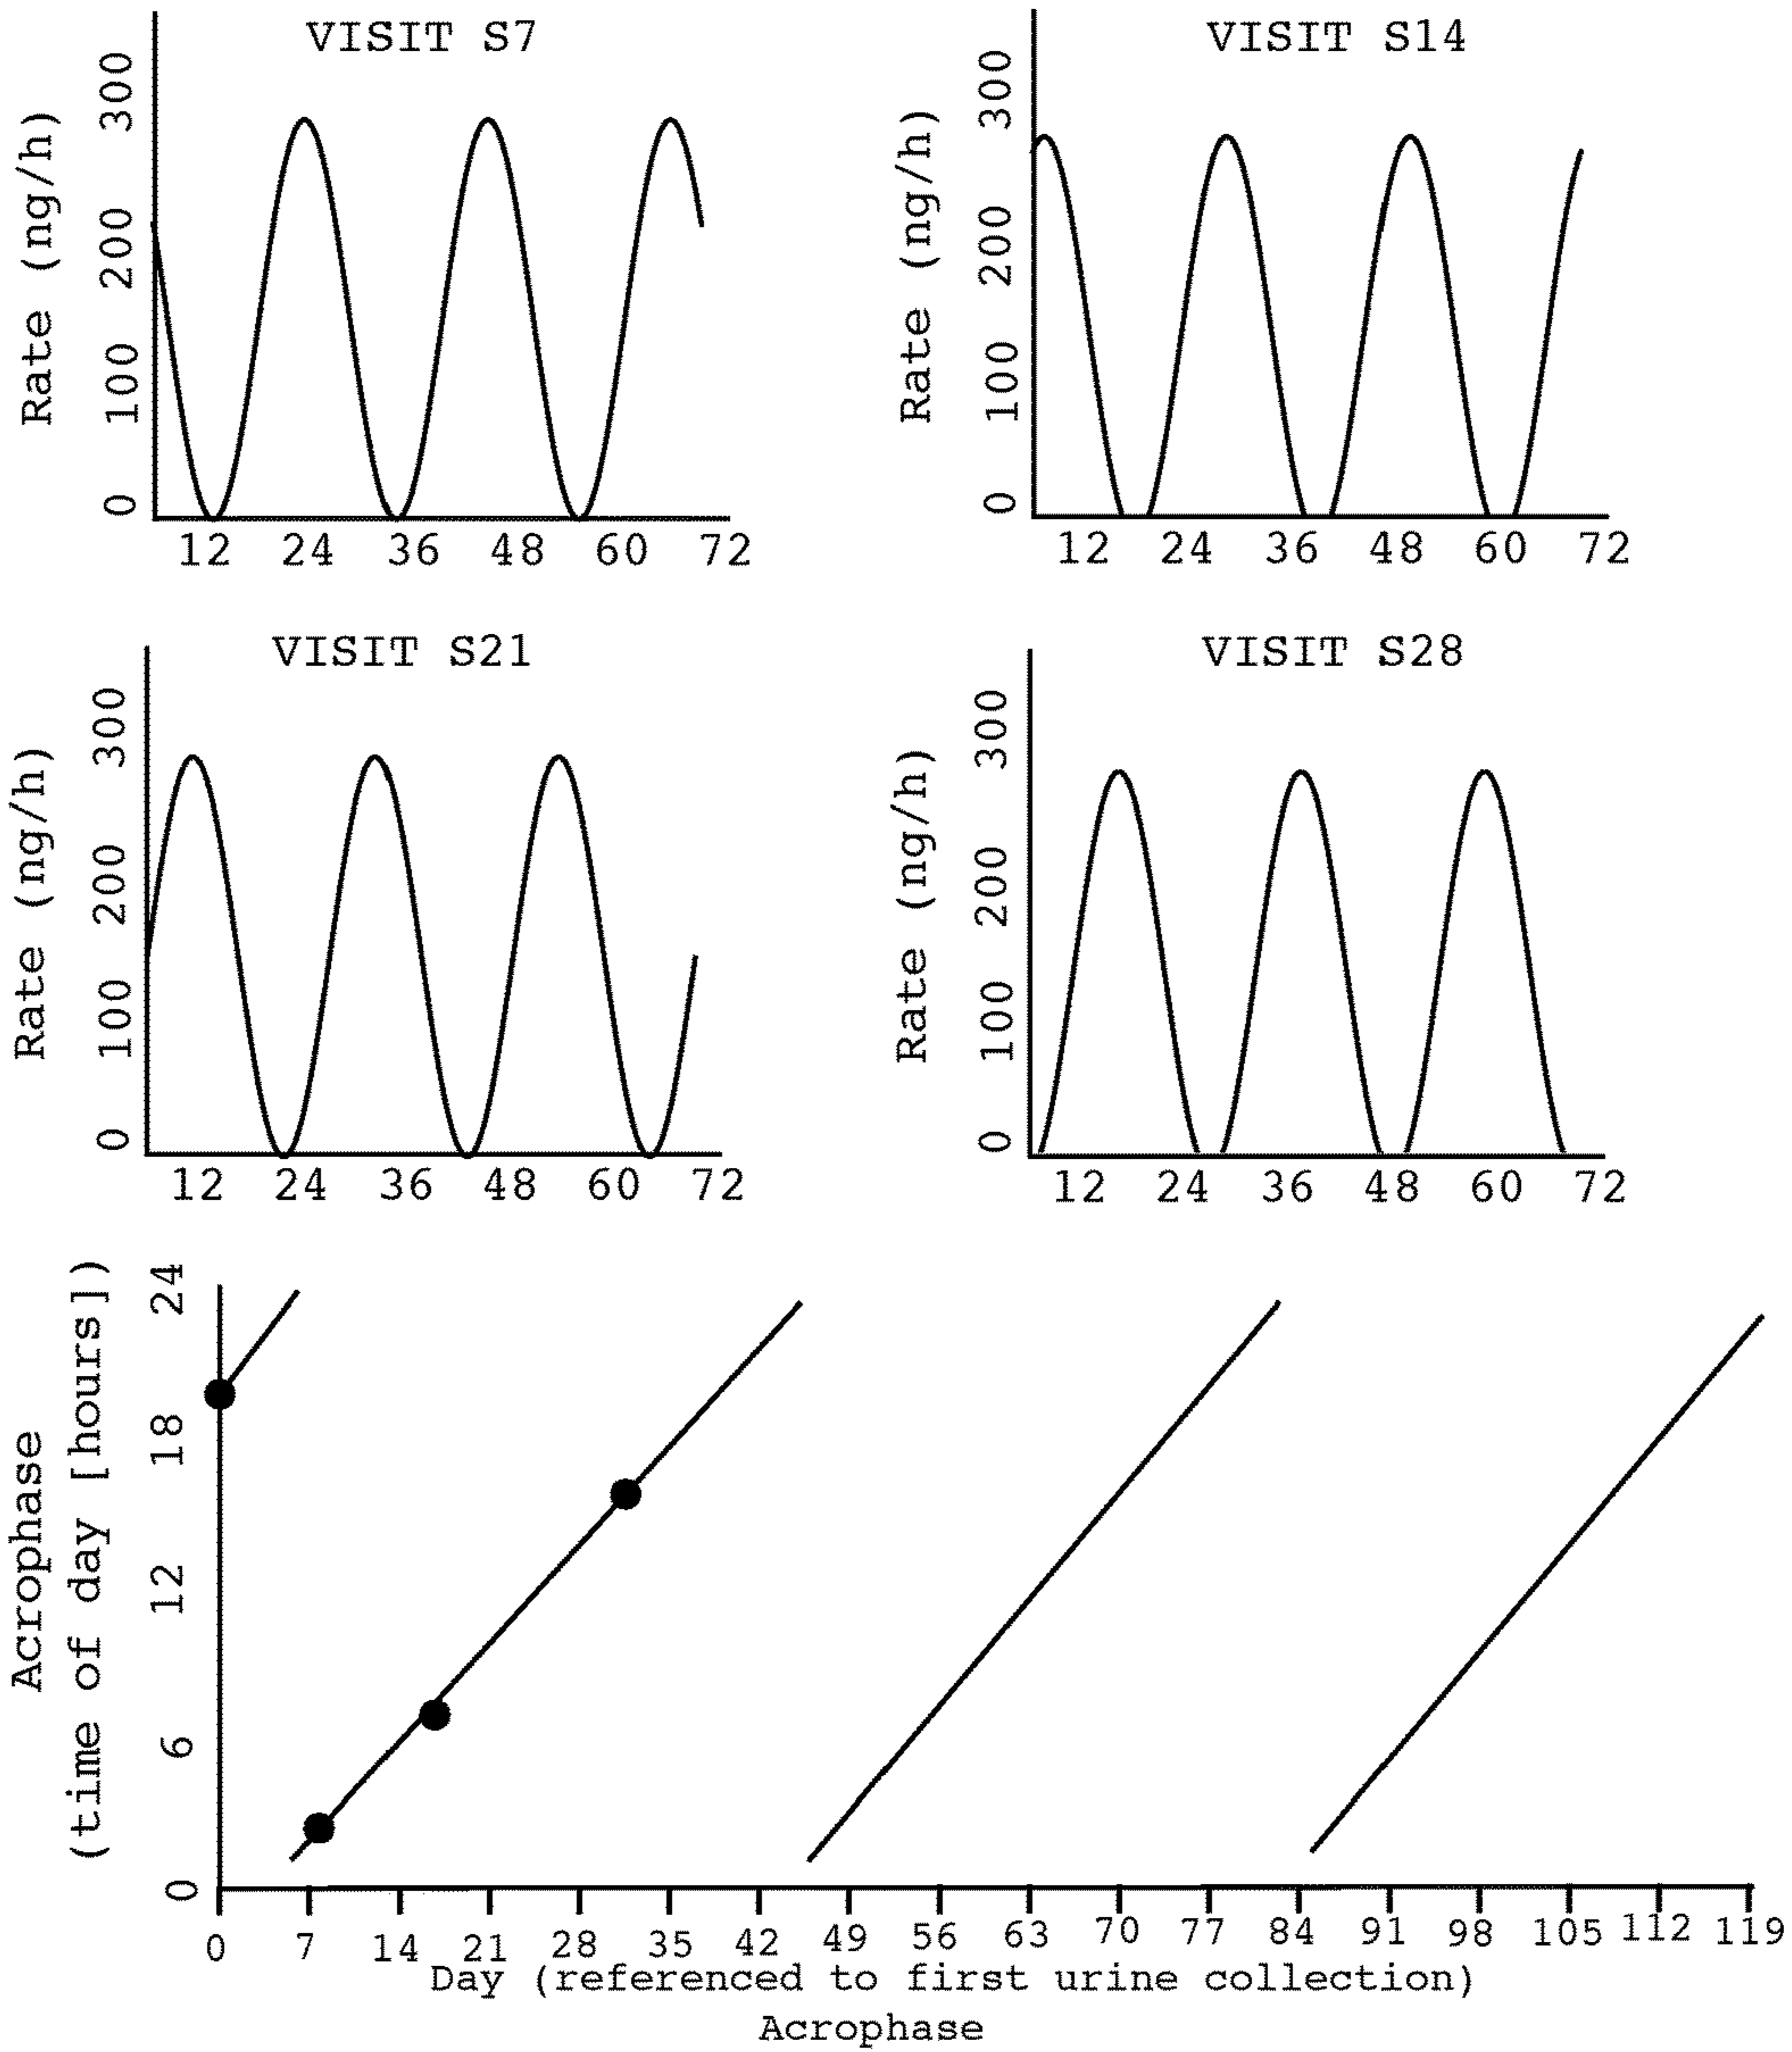 VISIT S7
Rate (ng/h)
300
200
100
0
12 24 36 48 60 72
VISIT S14
Rate (ng/h)
300
200
100
0
12 24 36 48 60 72
VISIT S21
Rate (ng/h)
300
200
100
0
12 24 36 48 60 72
VISIT S28
Rate (ng/h)
300
200
100
0
12 24 36 48 60 72
Acrophase
(time of day [hours])
24
18
12
6
0
0 7 14 21 28 35 42 49 56 63 70 77 84 91 98 105 112 119
Day (referenced to first urine collection)
Acrophase